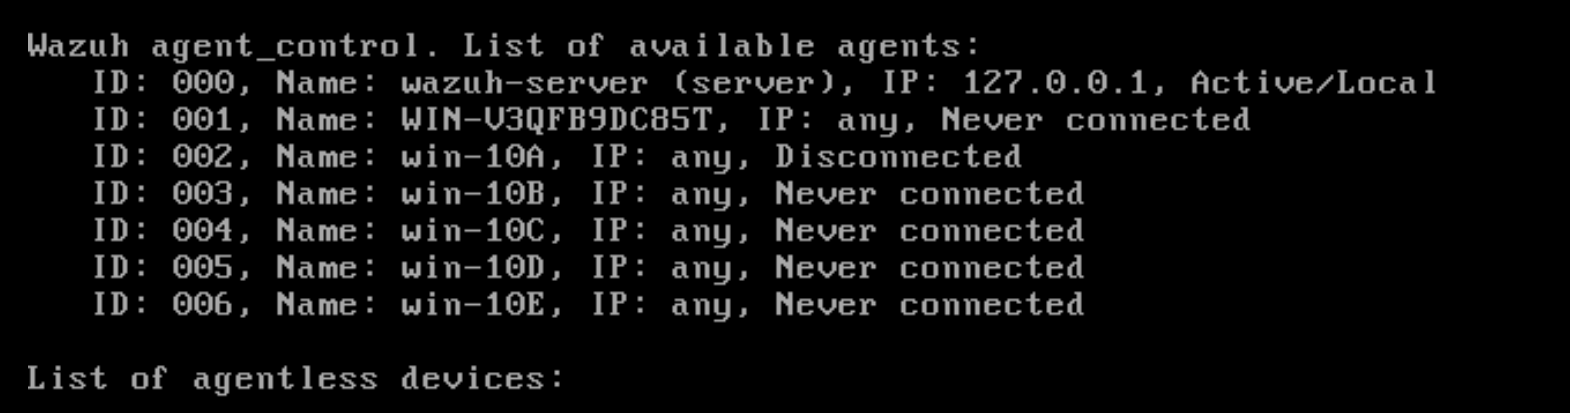 Wazuh agent_control. List of available agents:
ID: 000, Name: wazuh-server (server), IP: 127.0.0.1, Active/Local
ID: 001, Name: WIN-V3QFB9DC85T, IP: any, Never connected
ID: 002, Name: win-10A, IP: any, Disconnected
ID: 003, Name: win-10B, IP: any, Never connected
ID: 004, Name: win-10C, IP: any, Never connected
ID: 005, Name: win-10D, IP: any, Never connected
ID: 006, Name: win-10E, IP: any, Never connected
List of agentless devices: